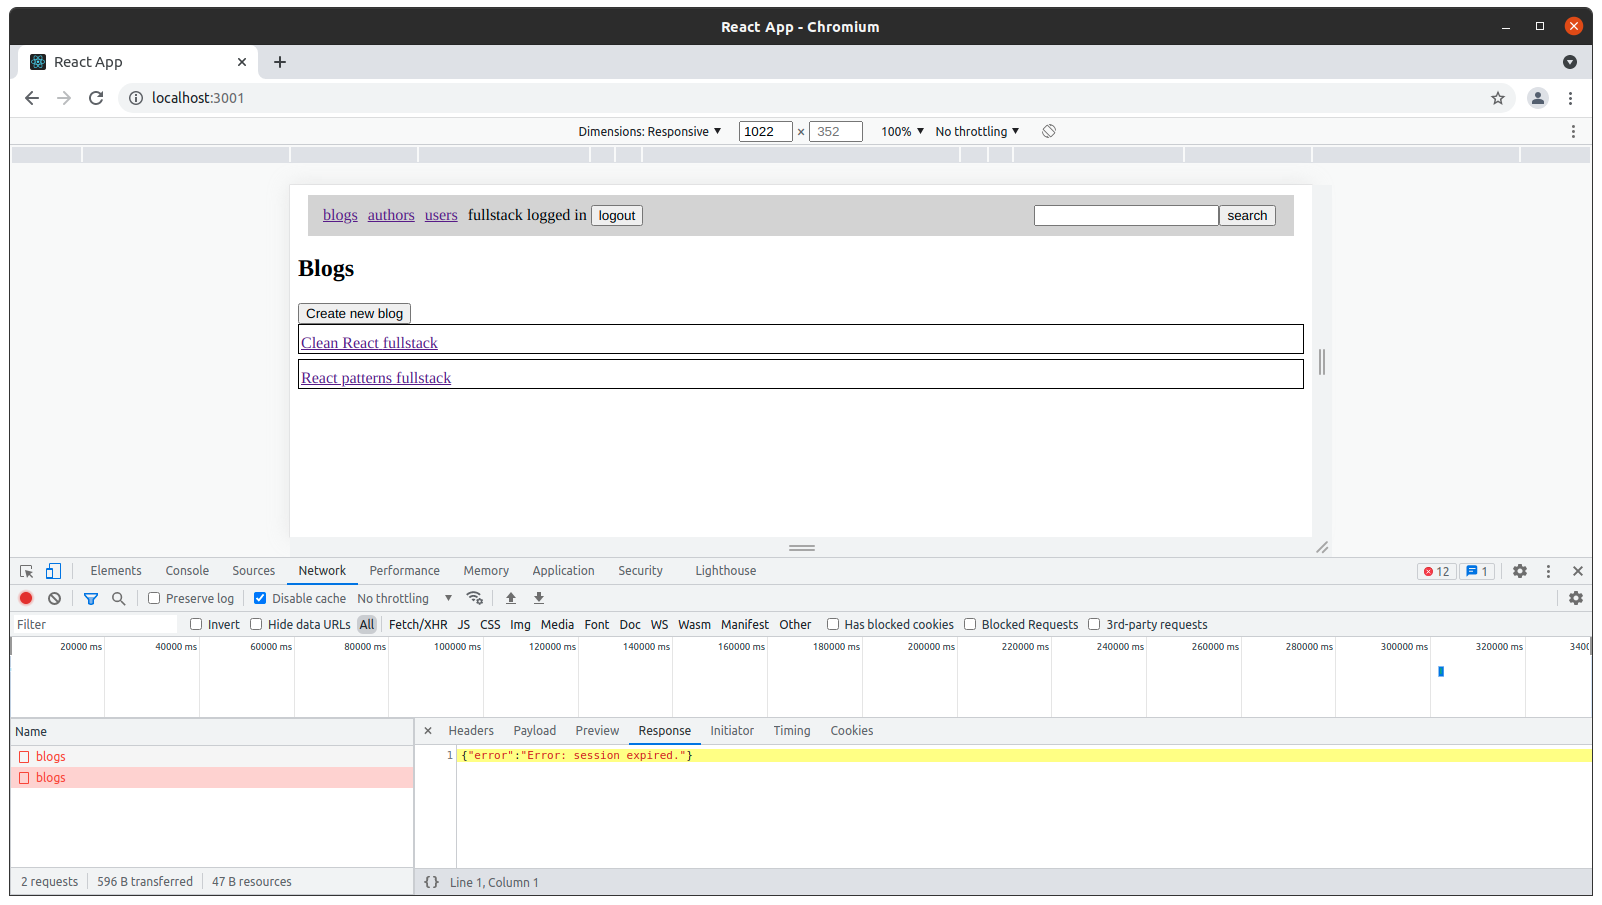 React App - Chromium
React App
localhost:3001
Dimensions: Responsive 1022 × 352 100% No throttling
blogs authors users fullstack logged in logout search
Blogs
Create new blog
Clean React fullstack
React patterns fullstack
Elements Console Sources Network Performance Memory Application Security Lighthouse 12 1
Preserve log Disable cache No throttling
Filter Invert Hide data URLs All Fetch/XHR JS CSS Img Media Font Doc WS Wasm Manifest Other Has blocked cookies Blocked Requests 3rd-party requests
20000 ms 40000 ms 60000 ms 80000 ms 100000 ms 120000 ms 140000 ms 160000 ms 180000 ms 200000 ms 220000 ms 240000 ms 260000 ms 280000 ms 300000 ms 320000 ms 3400
Name Headers Payload Preview Response Initiator Timing Cookies
blogs
1 {"error":"Error: session expired."}
blogs
2 requests 596 B transferred 47 B resources {} Line 1, Column 1